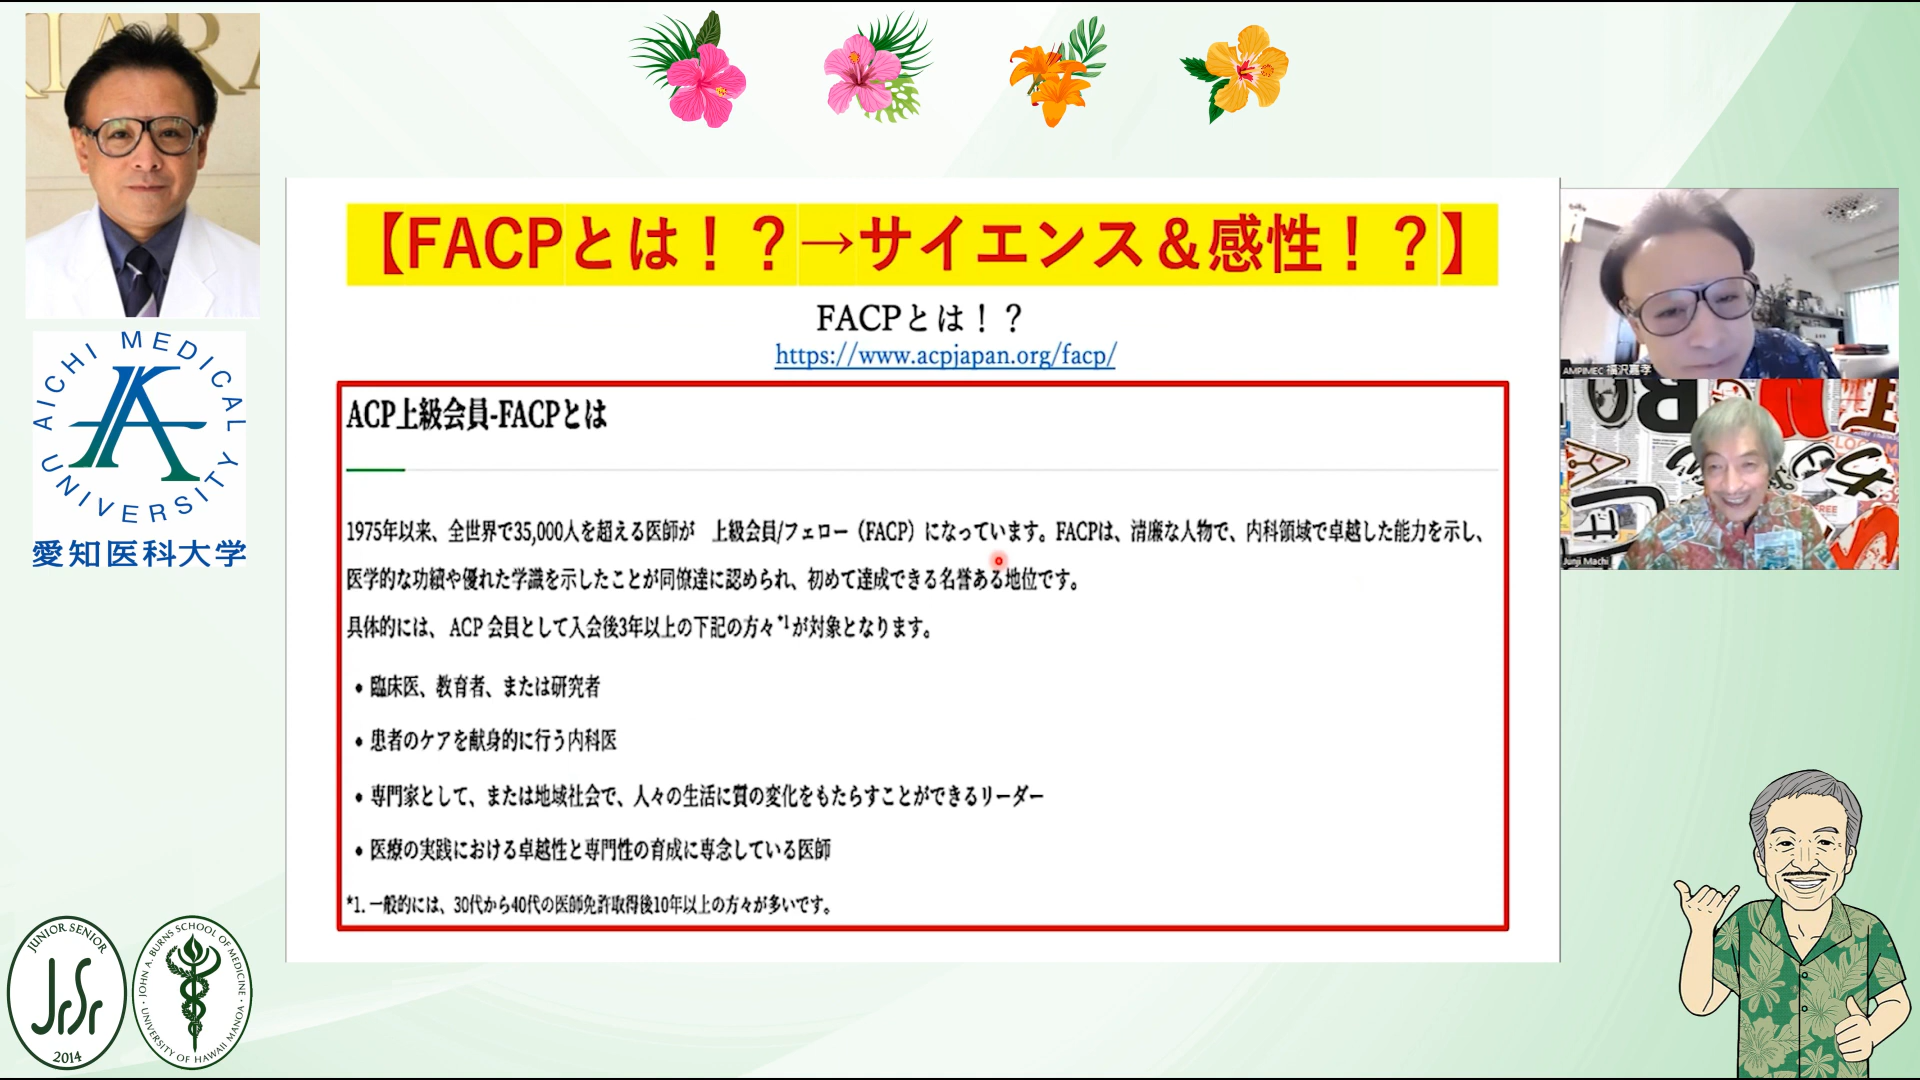 【FACPとは！？→サイエンス＆感性！？】
FACPとは！？
https://www.acpjapan.org/facp/
ACP上級会員-FACPとは
1975年以来、全世界で35,000人を超える医師が　上級会員/フェロー（FACP）になっています。FACPは、清廉な人物で、内科領域で卓越した能力を示し、
医学的な功績や優れた学識を示したことが同僚達に認められ、初めて達成できる名誉ある地位です。
具体的には、 ACP 会員として入会後3年以上の下記の方々*1が対象となります。
• 臨床医、教育者、または研究者
• 患者のケアを献身的に行う内科医
• 専門家として、または地域社会で、人々の生活に質の変化をもたらすことができるリーダー
• 医療の実践における卓越性と専門性の育成に専念している医師
*1. 一般的には、30代から40代の医師免許取得後10年以上の方々が多いです。
AICHI MEDICAL UNIVERSITY
愛知医科大学
AMPIMEC 福沢嘉孝
Junji Machi
JUNIOR SENIOR
JrSr
2014
JOHN A. BURNS SCHOOL OF MEDICINE
UNIVERSITY OF HAWAII MANOA